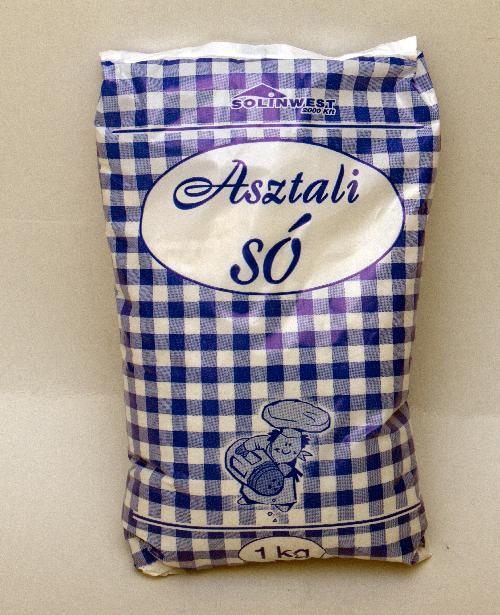 SOLINWEST
2000 Kft
Asztali
só
1 kg